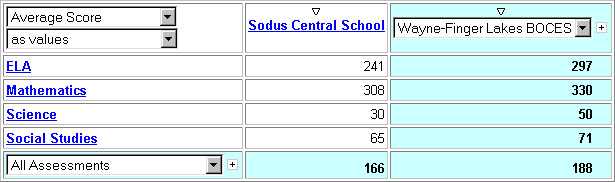 Average Score
as values
Sodus Central School
Wayne-Finger Lakes BOCES
ELA 241 297
Mathematics 308 330
Science 30 50
Social Studies 65 71
All Assessments 166 188